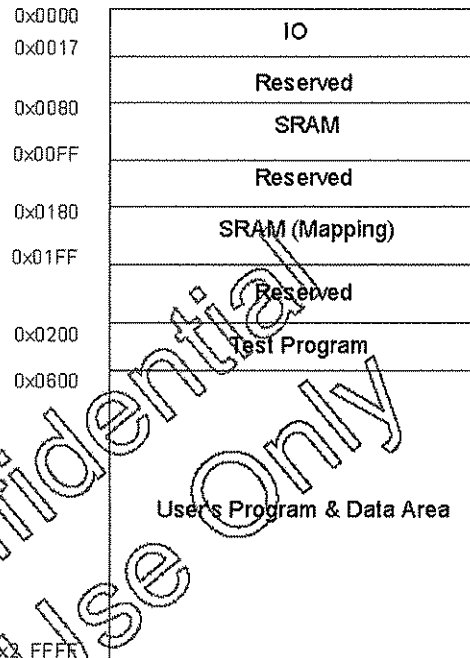 0x0000
IO
0x0017
Reserved
0x0080
SRAM
0x00FF
Reserved
0x0180
SRAM (Mapping)
0x01FF
Reserved
0x0200
Test Program
0x0600
User's Program & Data Area
Use Only